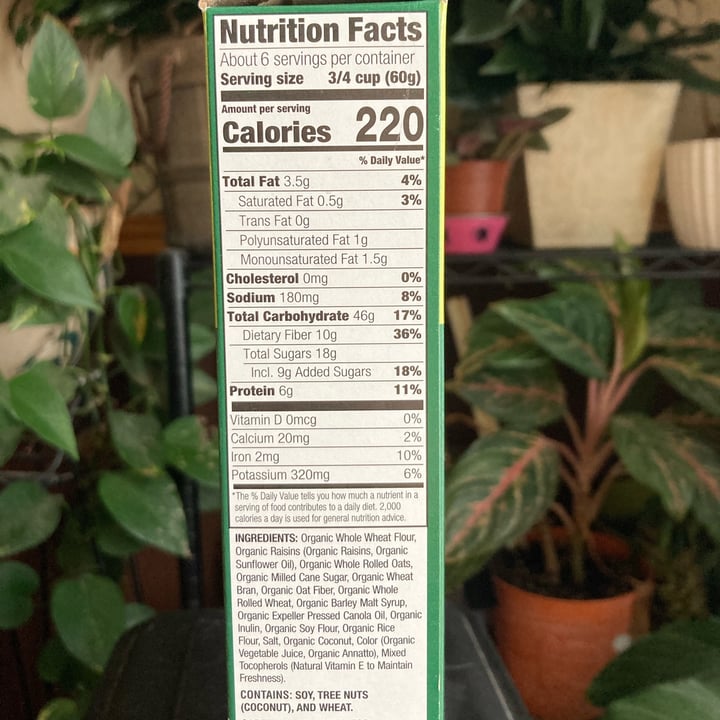 Nutrition Facts
About 6 servings per container
Serving size 3/4 cup (60g)
Amount per serving
Calories 220
% Daily Value*
Total Fat 3.5g 4%
Saturated Fat 0.5g 3%
Trans Fat 0g
Polyunsaturated Fat 1g
Monounsaturated Fat 1.5g
Cholesterol 0mg 0%
Sodium 180mg 8%
Total Carbohydrate 46g 17%
Dietary Fiber 10g 36%
Total Sugars 18g
Incl. 9g Added Sugars 18%
Protein 6g 11%
Vitamin D 0mcg 0%
Calcium 20mg 2%
Iron 2mg 10%
Potassium 320mg 6%
*The % Daily Value tells you how much a nutrient in a
serving of food contributes to a daily diet. 2,000
calories a day is used for general nutrition advice.
INGREDIENTS: Organic Whole Wheat Flour,
Organic Raisins (Organic Raisins, Organic
Sunflower Oil), Organic Whole Rolled Oats,
Organic Milled Cane Sugar, Organic Wheat
Bran, Organic Oat Fiber, Organic Whole
Rolled Wheat, Organic Barley Malt Syrup,
Organic Expeller Pressed Canola Oil, Organic
Inulin, Organic Soy Flour, Organic Rice
Flour, Salt, Organic Coconut, Color (Organic
Vegetable Juice, Organic Annatto), Mixed
Tocopherols (Natural Vitamin E to Maintain
Freshness).
CONTAINS: SOY, TREE NUTS
(COCONUT), AND WHEAT.